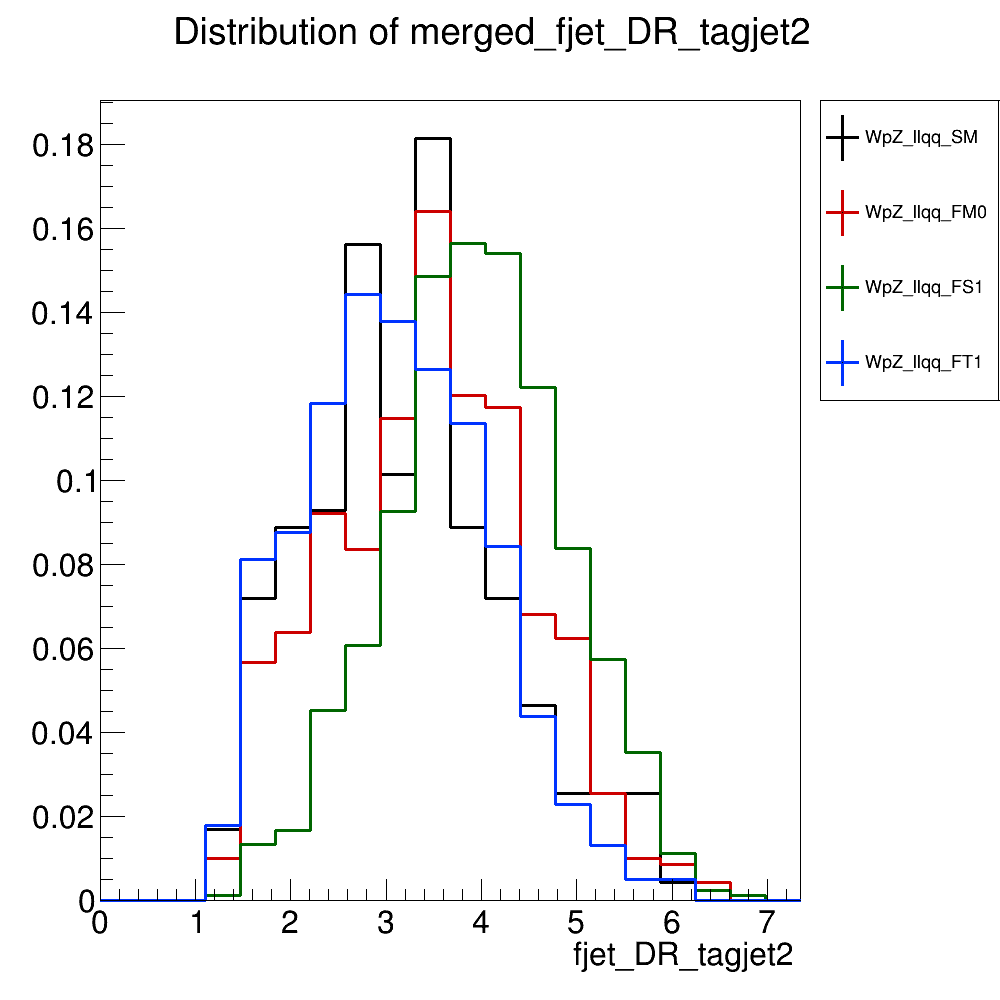 Distribution of merged_fjet_DR_tagjet2
WpZ_llqq_SM
WpZ_llqq_FM0
WpZ_llqq_FS1
WpZ_llqq_FT1
0.18
0.16
0.14
0.12
0.1
0.08
0.06
0.04
0.02
0
0 1 2 3 4 5 6 7
fjet_DR_tagjet2